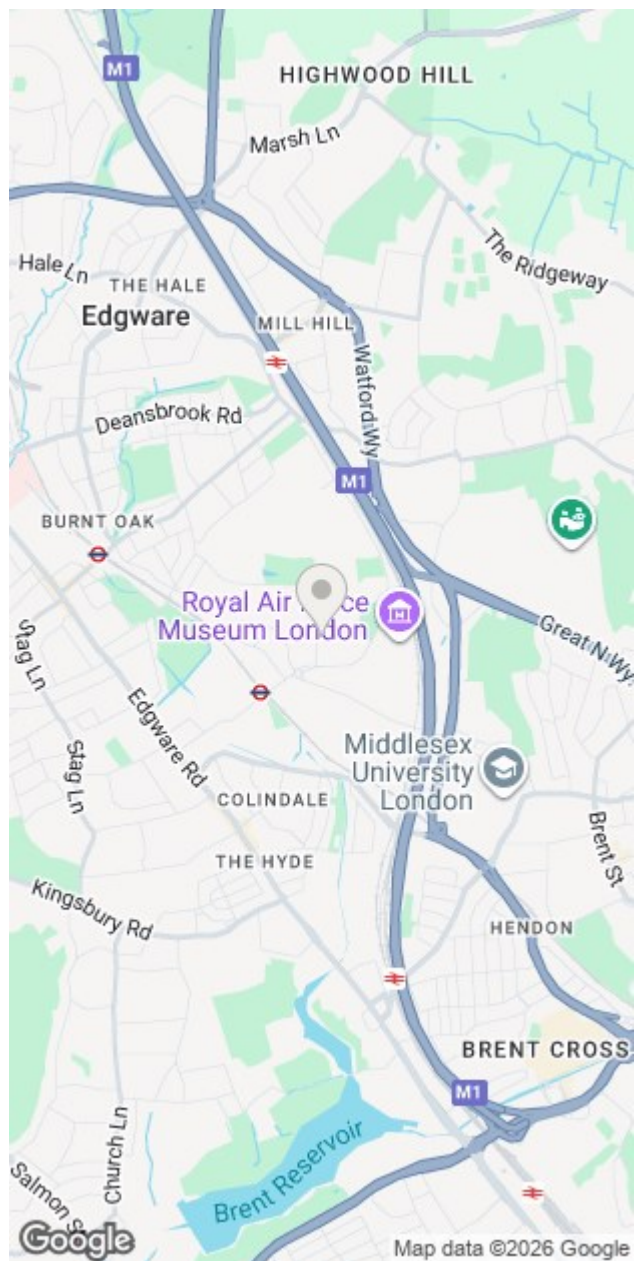 M1
HIGHWOOD HILL
Marsh Ln
The Ridgeway
Hale Ln
THE HALE
Edgware
MILL HILL
Watford Wy
Deansbrook Rd
M1
BURNT OAK
Royal Air
Museum London
Great N Wy
Stag Ln
Edgware Rd
Stag Ln
Middlesex
University
London
COLINDALE
Brent St
THE HYDE
Kingsbury Rd
HENDON
BRENT CROSS
M1
Church Ln
Brent Reservoir
Salmon St
Google
Map data ©2026 Google